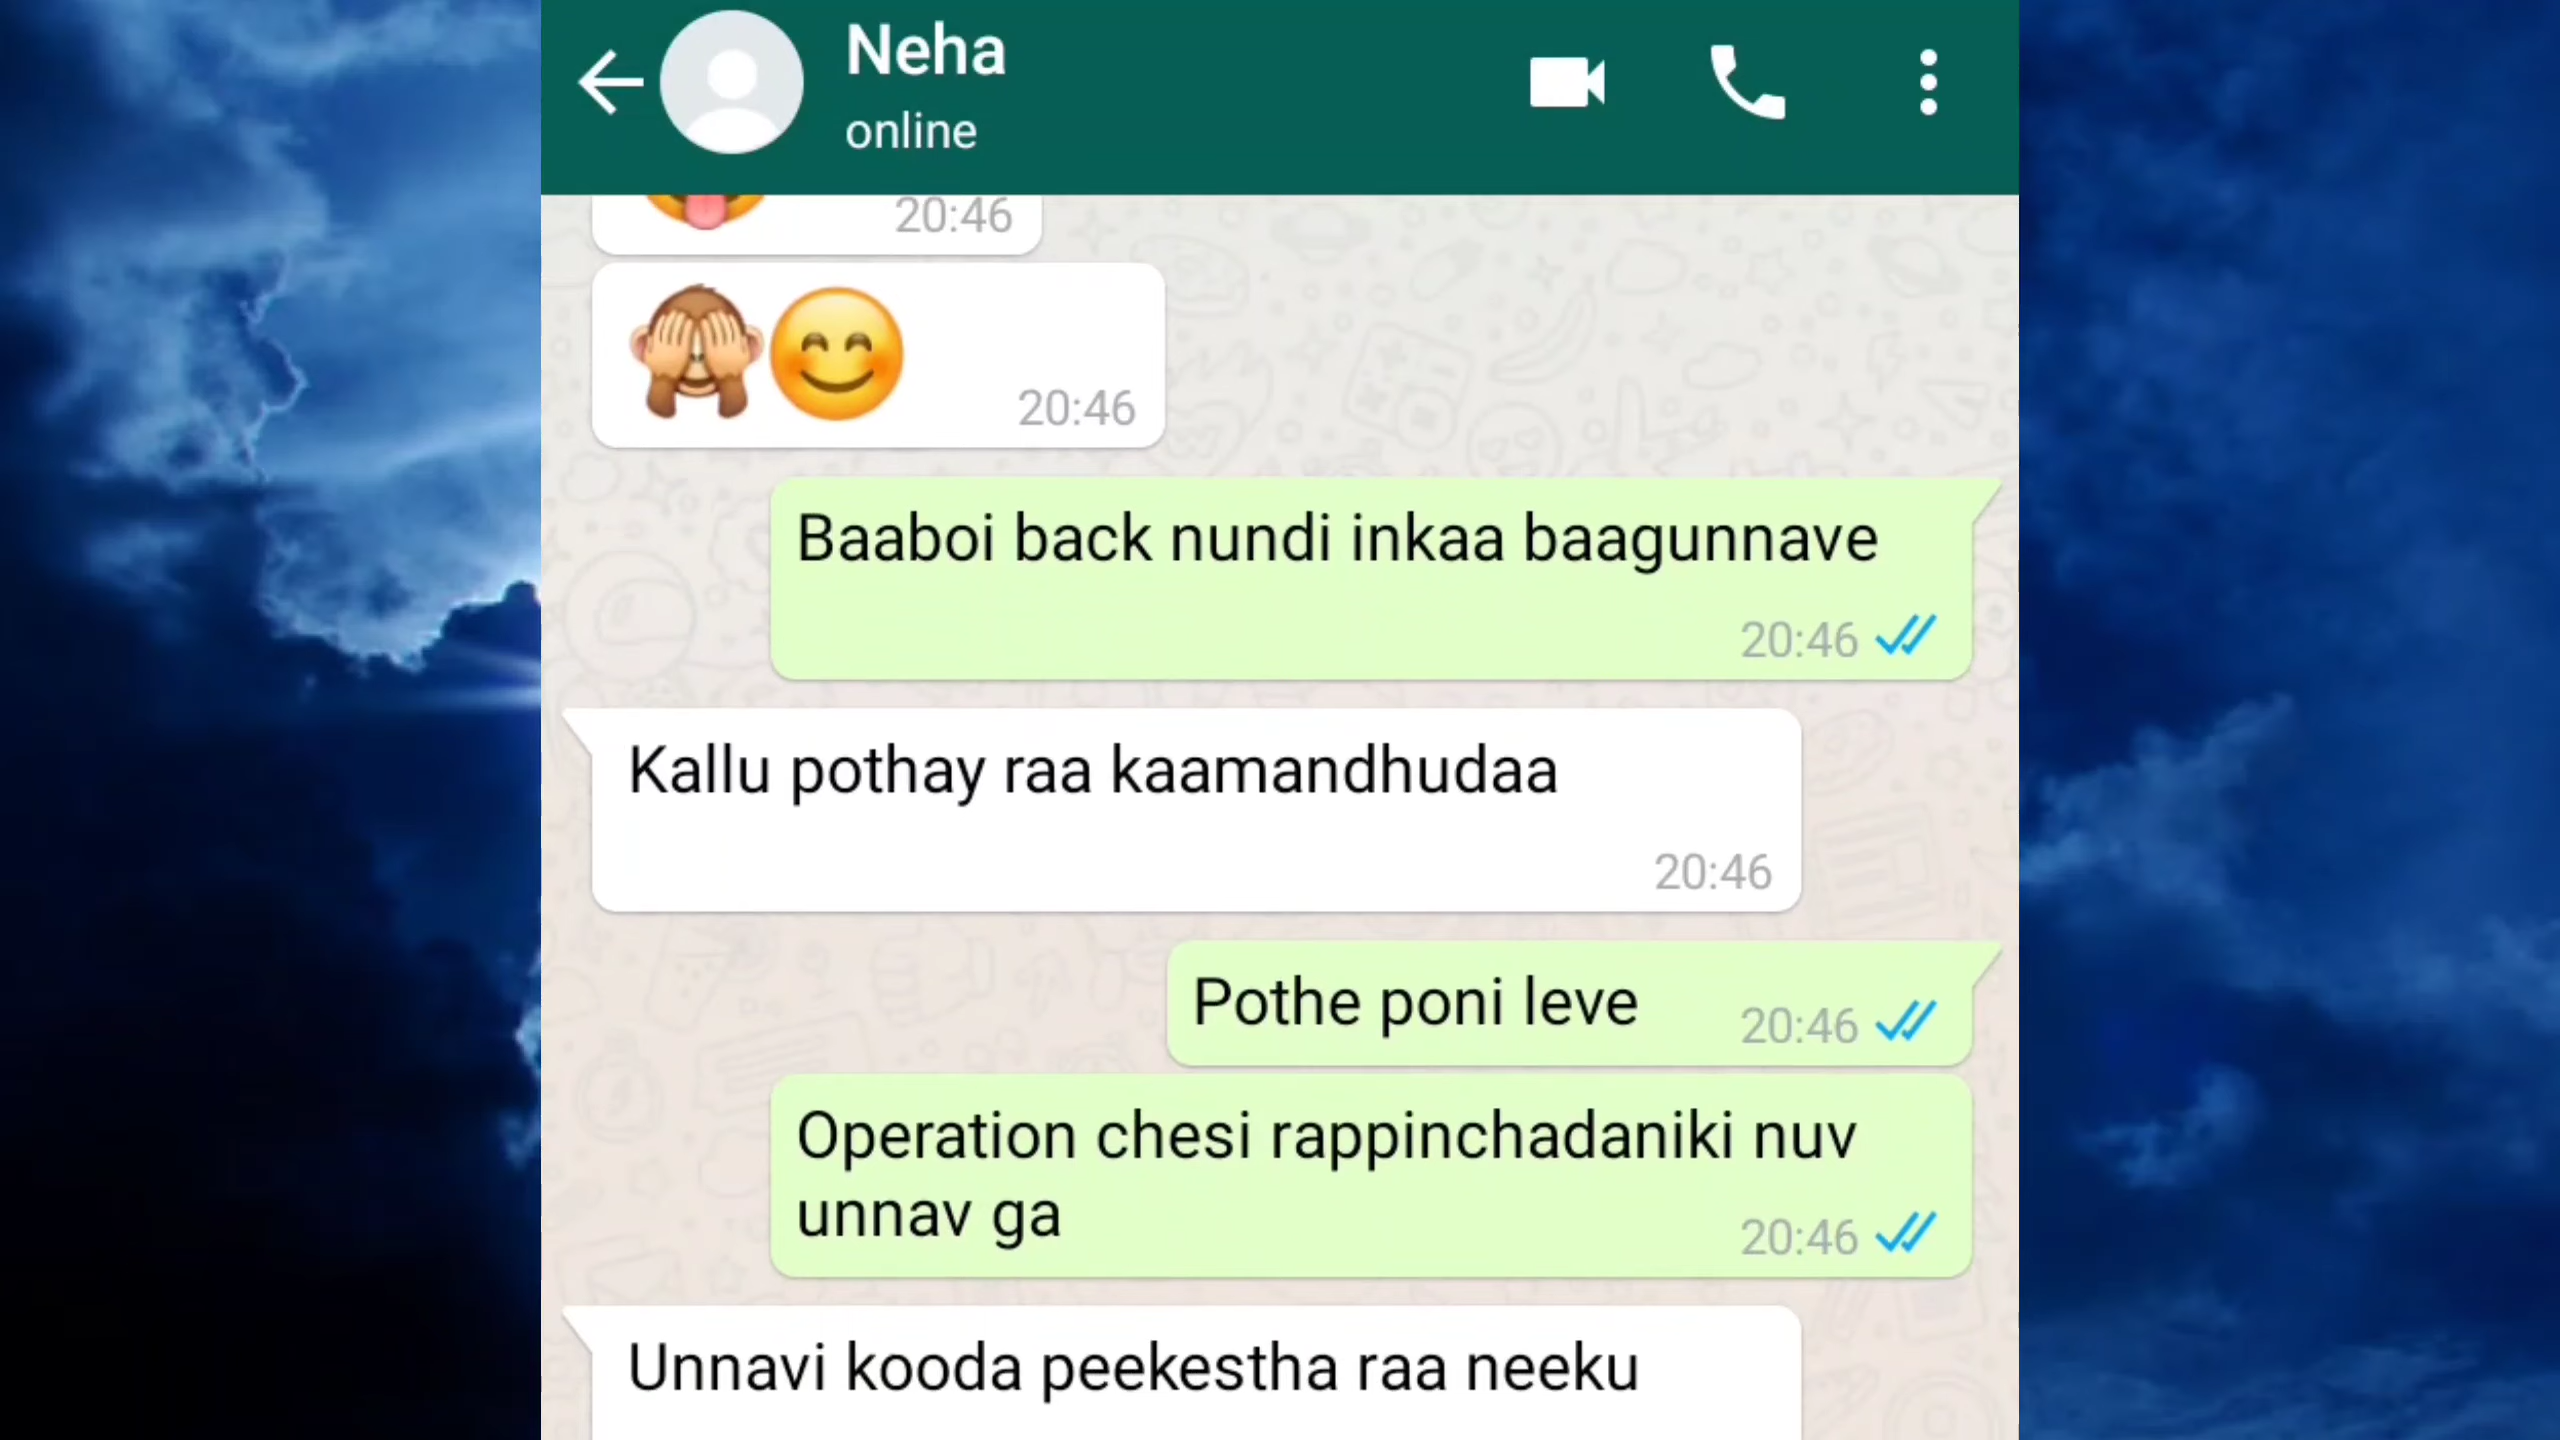 Neha
online
20:46
20:46
Baaboi back nundi inkaa baagunnave
20:46
Kallu pothay raa kaamandhudaa
20:46
Pothe poni leve 20:46
Operation chesi rappinchadaniki nuv
unnav ga 20:46
Unnavi kooda peekestha raa neeku